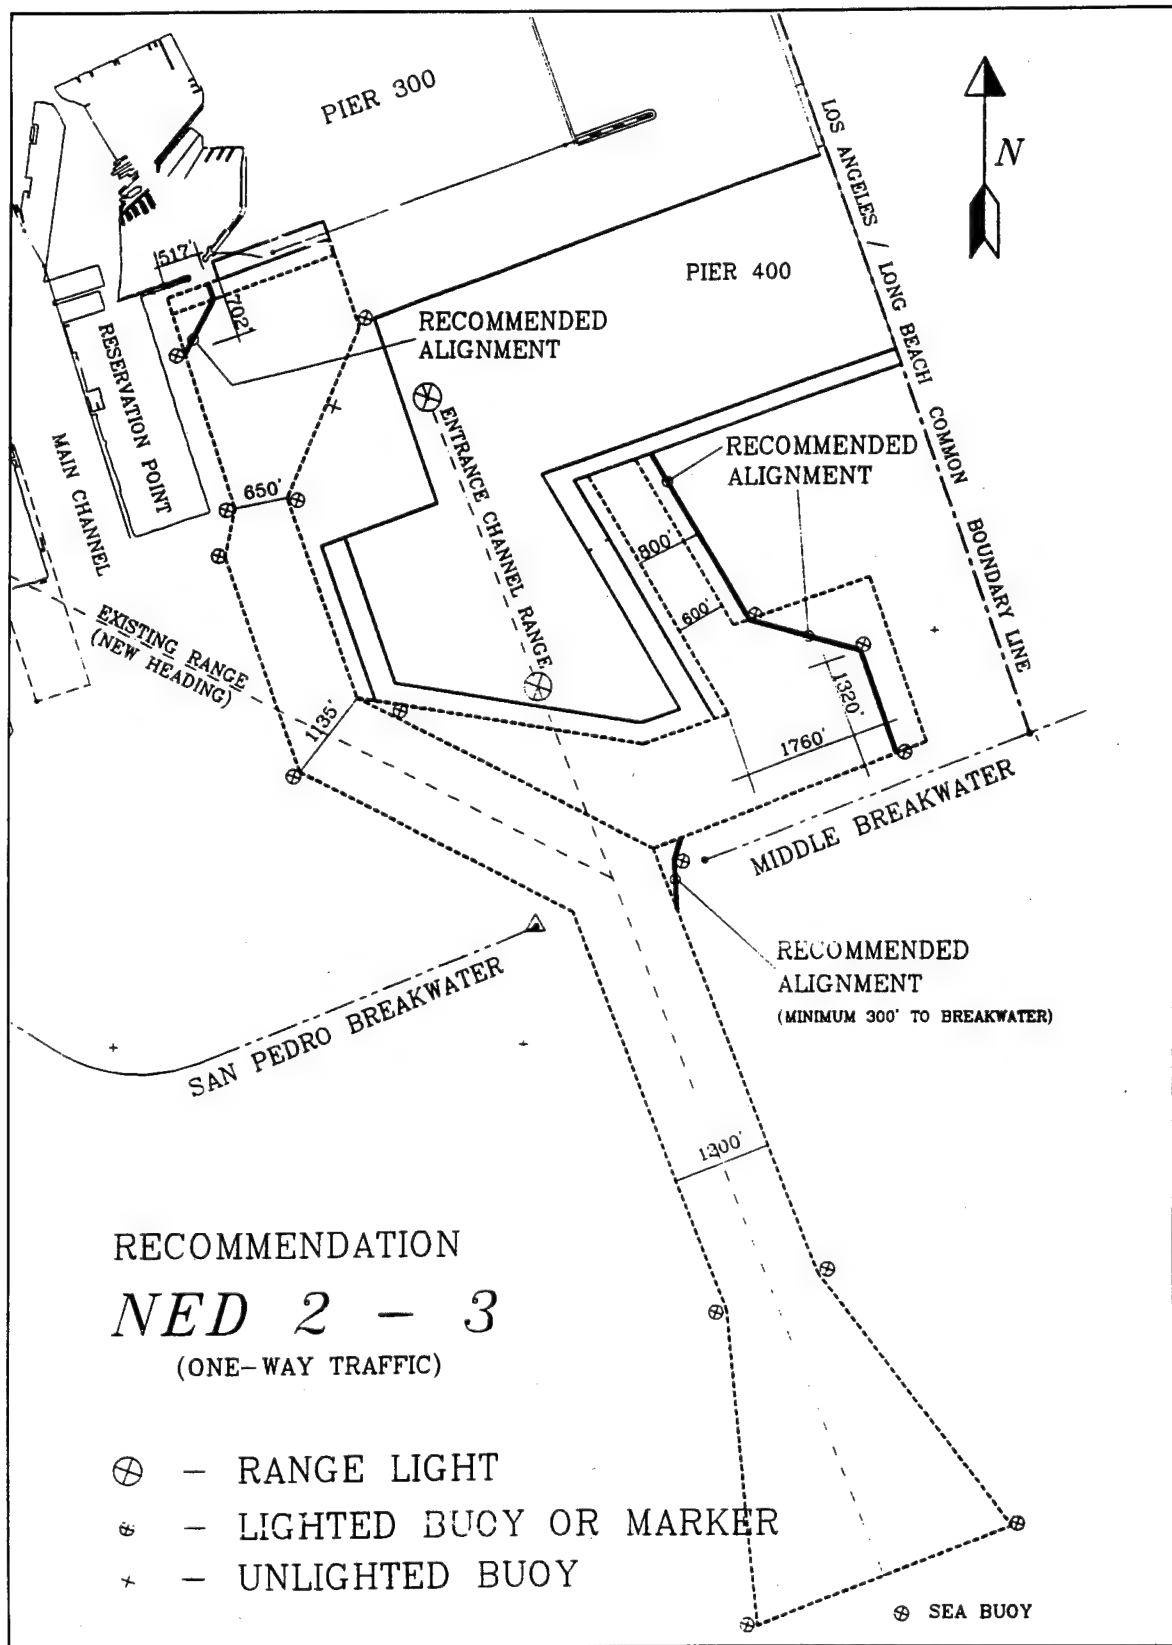 PIER 300
LOS ANGELES / LONG BEACH COMMON BOUNDARY LINE
N
517'
702'
PIER 400
RECOMMENDED
ALIGNMENT
RESERVATION POINT
MAIN CHANNEL
ENTRANCE CHANNEL RANGE
RECOMMENDED
ALIGNMENT
650'
800'
600'
EXISTING RANGE
(NEW HEADING)
1135'
1320'
1760'
MIDDLE BREAKWATER
SAN PEDRO BREAKWATER
RECOMMENDED
ALIGNMENT
(MINIMUM 300' TO BREAKWATER)
1200'
RECOMMENDATION
NED 2 - 3
(ONE-WAY TRAFFIC)
- RANGE LIGHT
- LIGHTED BUOY OR MARKER
- UNLIGHTED BUOY
SEA BUOY